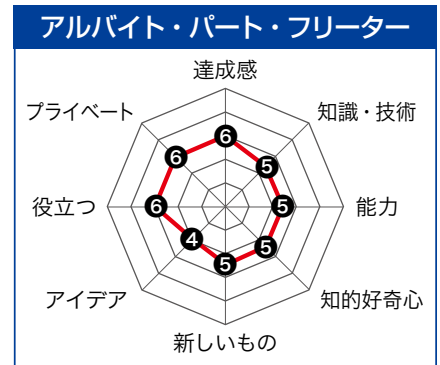 アルバイト・パート・フリーター
達成感
プライベート
知識・技術
6
6
5
役立つ
6
5
能力
4
5
5
アイデア
知的好奇心
新しいもの